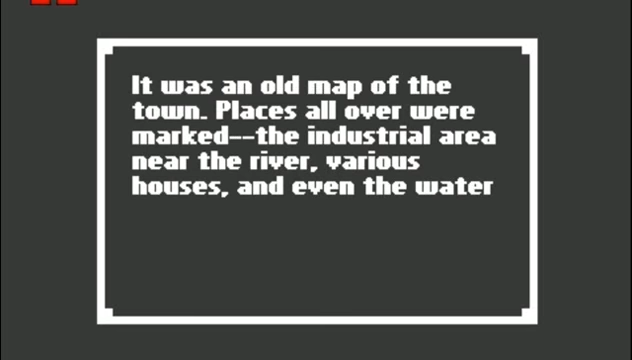 It was an old map of the
town. Places all over were
marked--the industrial area
near the river, various
houses, and even the water